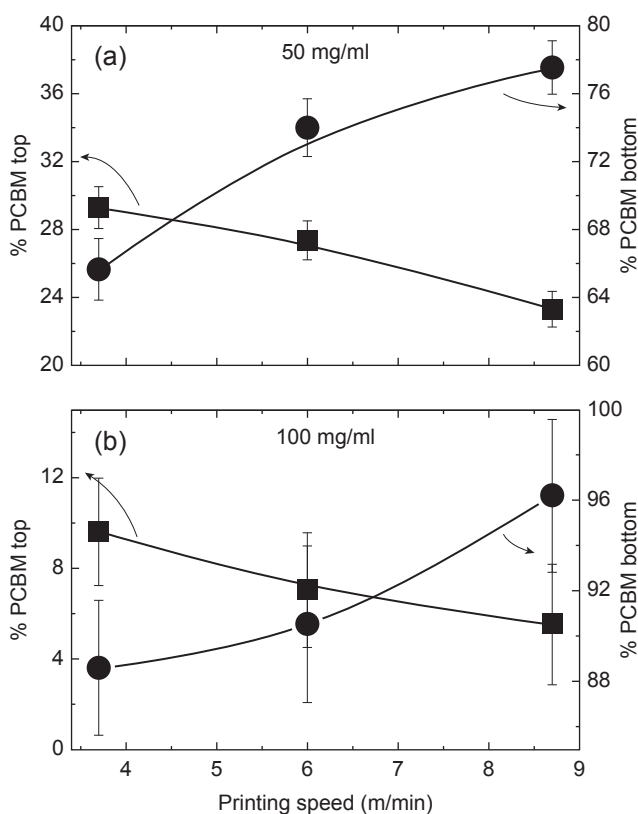 (a)
50 mg/ml
40
36
32
28
24
20
% PCBM top
80
76
72
68
64
60
% PCBM bottom
(b)
100 mg/ml
12
8
4
0
% PCBM top
100
96
92
88
% PCBM bottom
4 5 6 7 8 9
Printing speed (m/min)